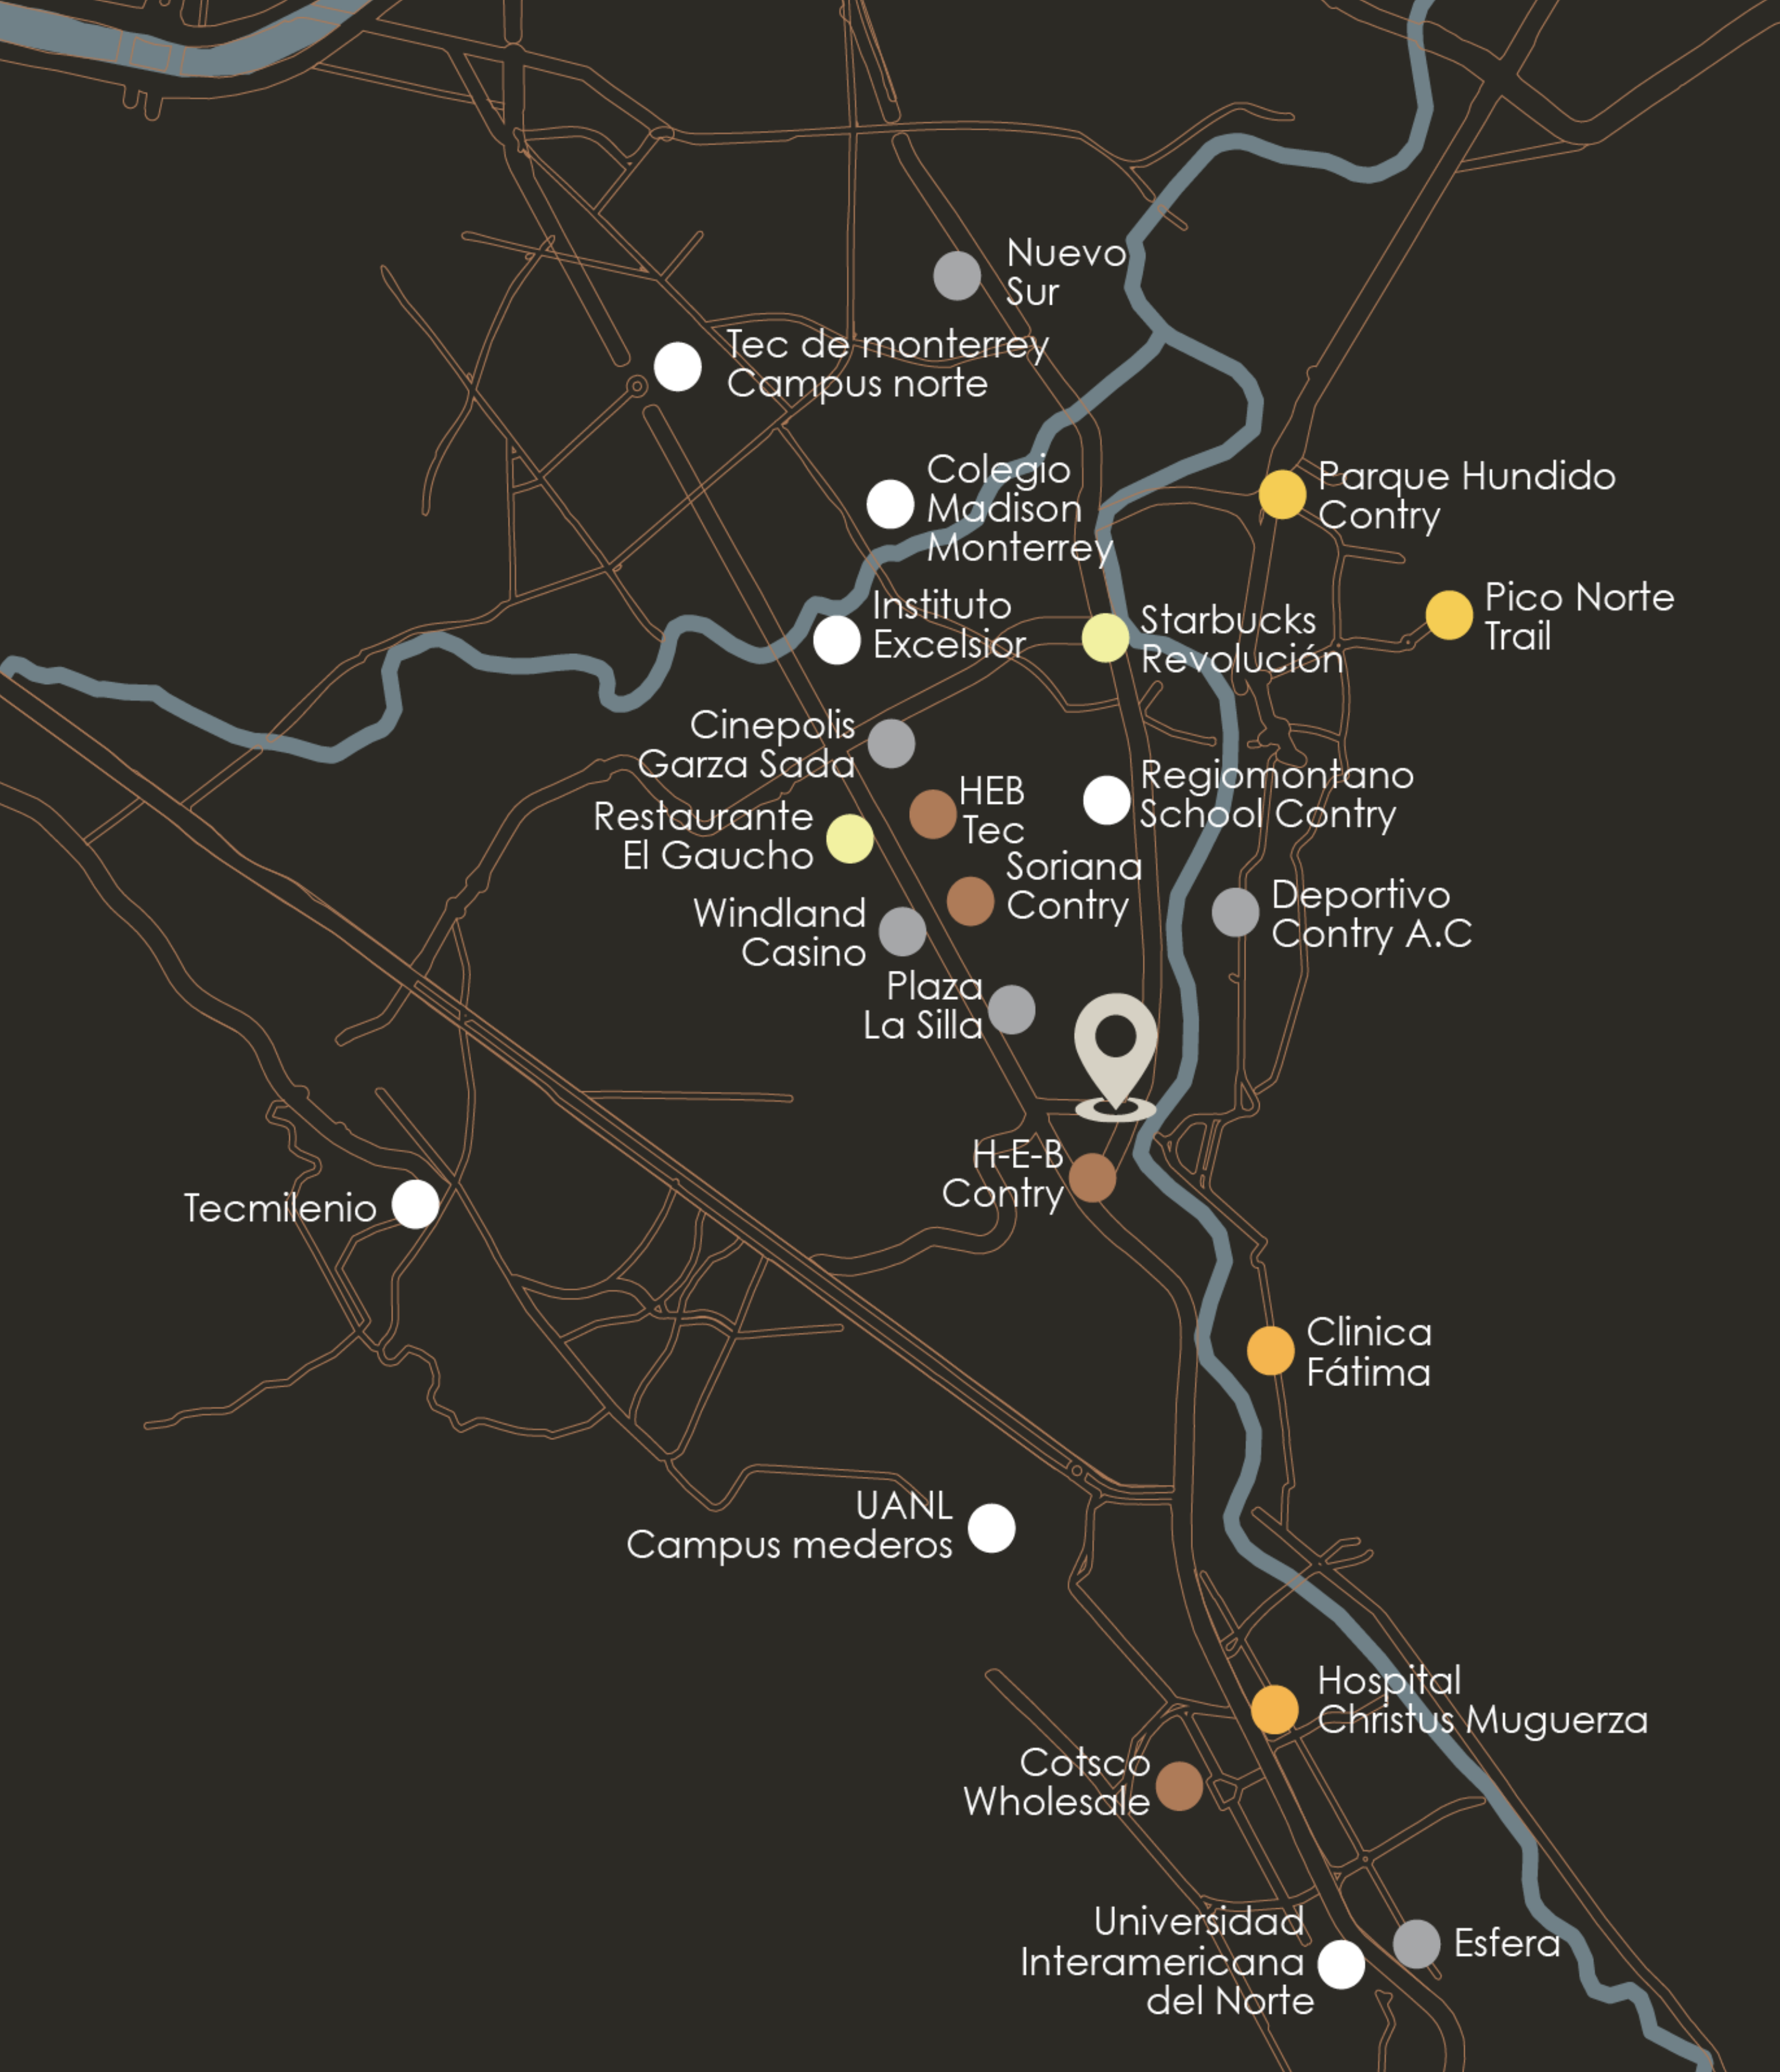 Nuevo
Sur
Tec de monterrey
Campus norte
Colegio
Madison
Monterrey
Parque Hundido
Contry
Pico Norte
Trail
Instituto
Excelsior
Starbucks
Revolución
Cinepolis
Garza Sada
HEB
Tec
Regiomontano
School Contry
Restaurante
El Gaucho
Soriana
Contry
Windland
Casino
Deportivo
Contry A.C
Plaza
La Silla
H-E-B
Contry
Tecmilenio
Clinica
Fátima
UANL
Campus mederos
Hospital
Christus Muguerza
Cotsco
Wholesale
Universidad
Interamericana
del Norte
Esfera